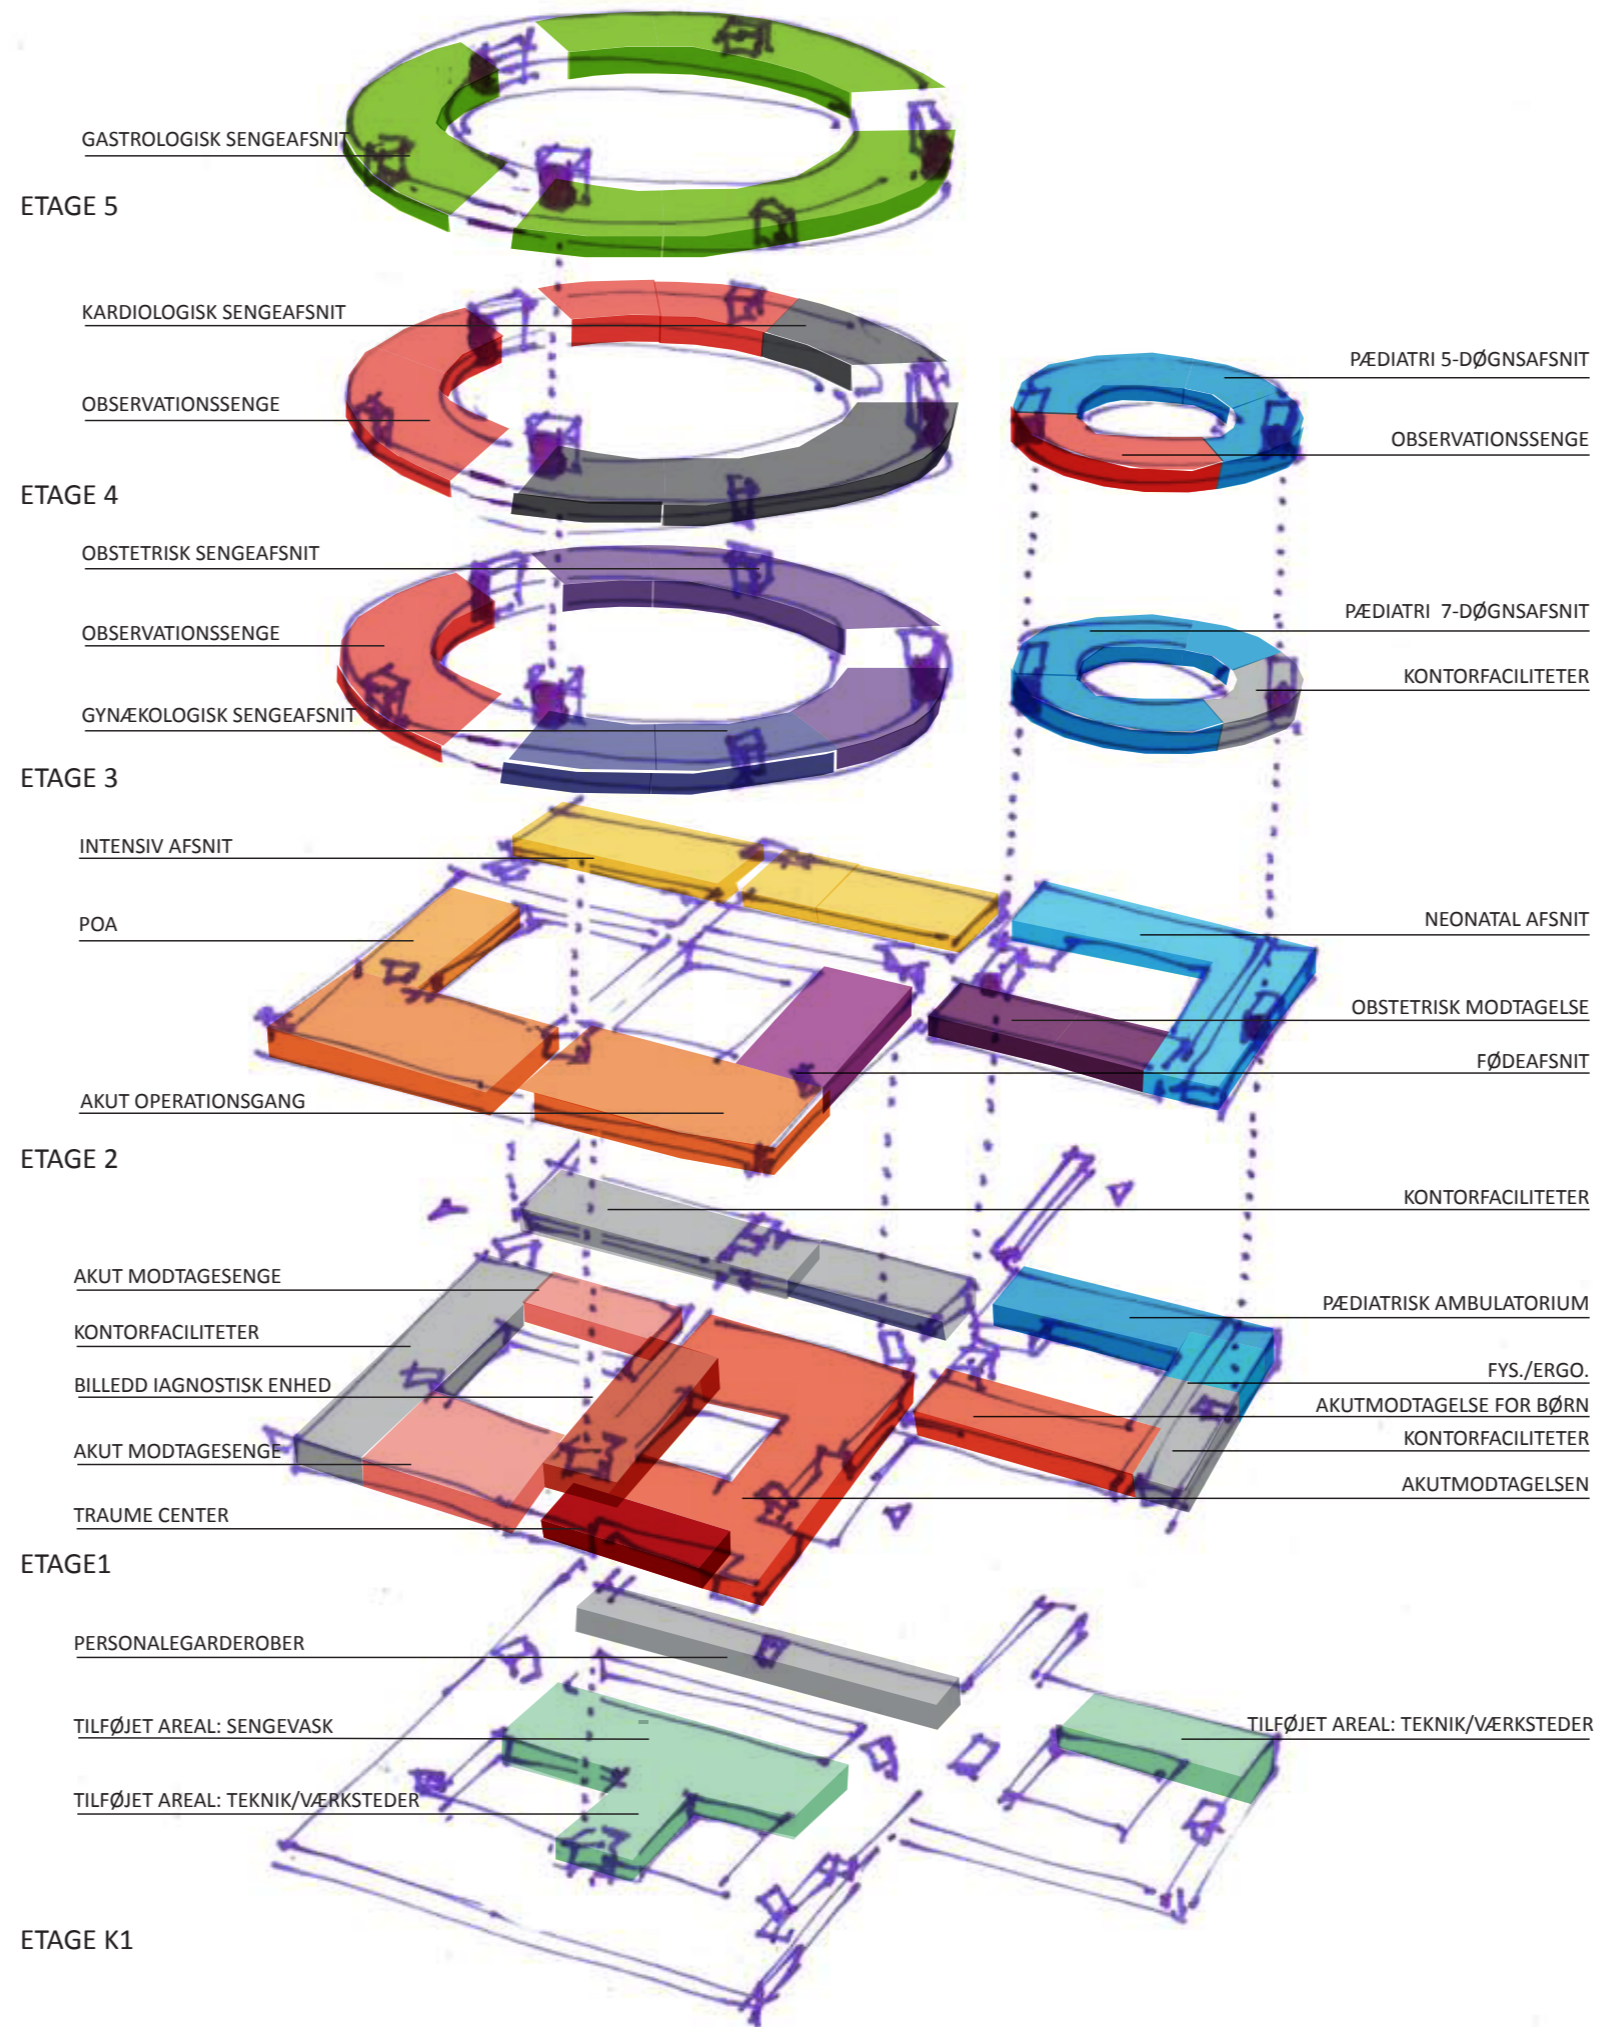 GASTROLOGISK SENGEAFSNIT
ETAGE 5
KARDIOLOGISK SENGEAFSNIT
OBSERVATIONSSENGE
PÆDIATRI 5-DØGNSAFSNIT
OBSERVATIONSSENGE
ETAGE 4
OBSTETRISK SENGEAFSNIT
OBSERVATIONSSENGE
GYNÆKOLOGISK SENGEAFSNIT
PÆDIATRI 7-DØGNSAFSNIT
KONTORFACILITETER
ETAGE 3
INTENSIV AFSNIT
POA
AKUT OPERATIONSGANG
NEONATAL AFSNIT
OBSTETRISK MODTAGELSE
FØDEAFSNIT
ETAGE 2
KONTORFACILITETER
AKUT MODTAGESENGE
KONTORFACILITETER
BILLEDD IAGNOSTISK ENHED
AKUT MODTAGESENGE
TRAUME CENTER
PÆDIATRISK AMBULATORIUM
FYS./ERGO.
AKUTMODTAGELSE FOR BØRN
KONTORFACILITETER
AKUTMODTAGELSEN
ETAGE1
PERSONALEGARDEROBER
TILFØJET AREAL: SENGEVASK
TILFØJET AREAL: TEKNIK/VÆRKSTEDER
TILFØJET AREAL: TEKNIK/VÆRKSTEDER
ETAGE K1